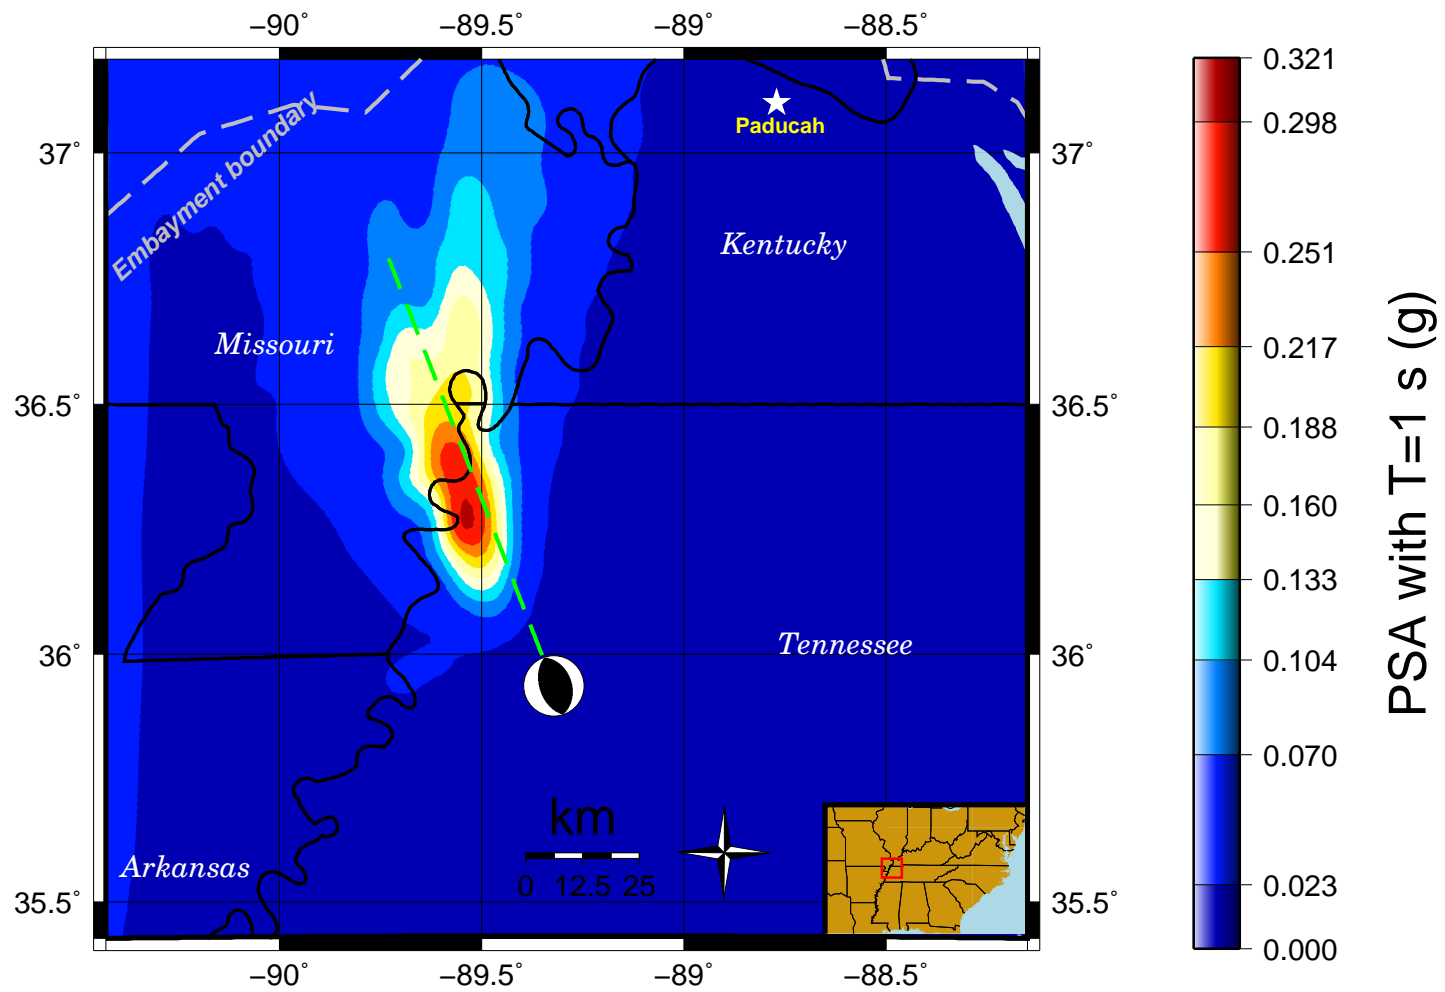 −90˚ −89.5˚ −89˚ −88.5˚
37˚
36.5˚
36˚
35.5˚
Embayment boundary
Paducah
Kentucky
Missouri
Tennessee
Arkansas
km
0 12.5 25
37˚
36.5˚
36˚
35.5˚
−90˚ −89.5˚ −89˚ −88.5˚
0.321
0.298
0.251
0.217
0.188
0.160
0.133
0.104
0.070
0.023
0.000
PSA with T=1 s (g)